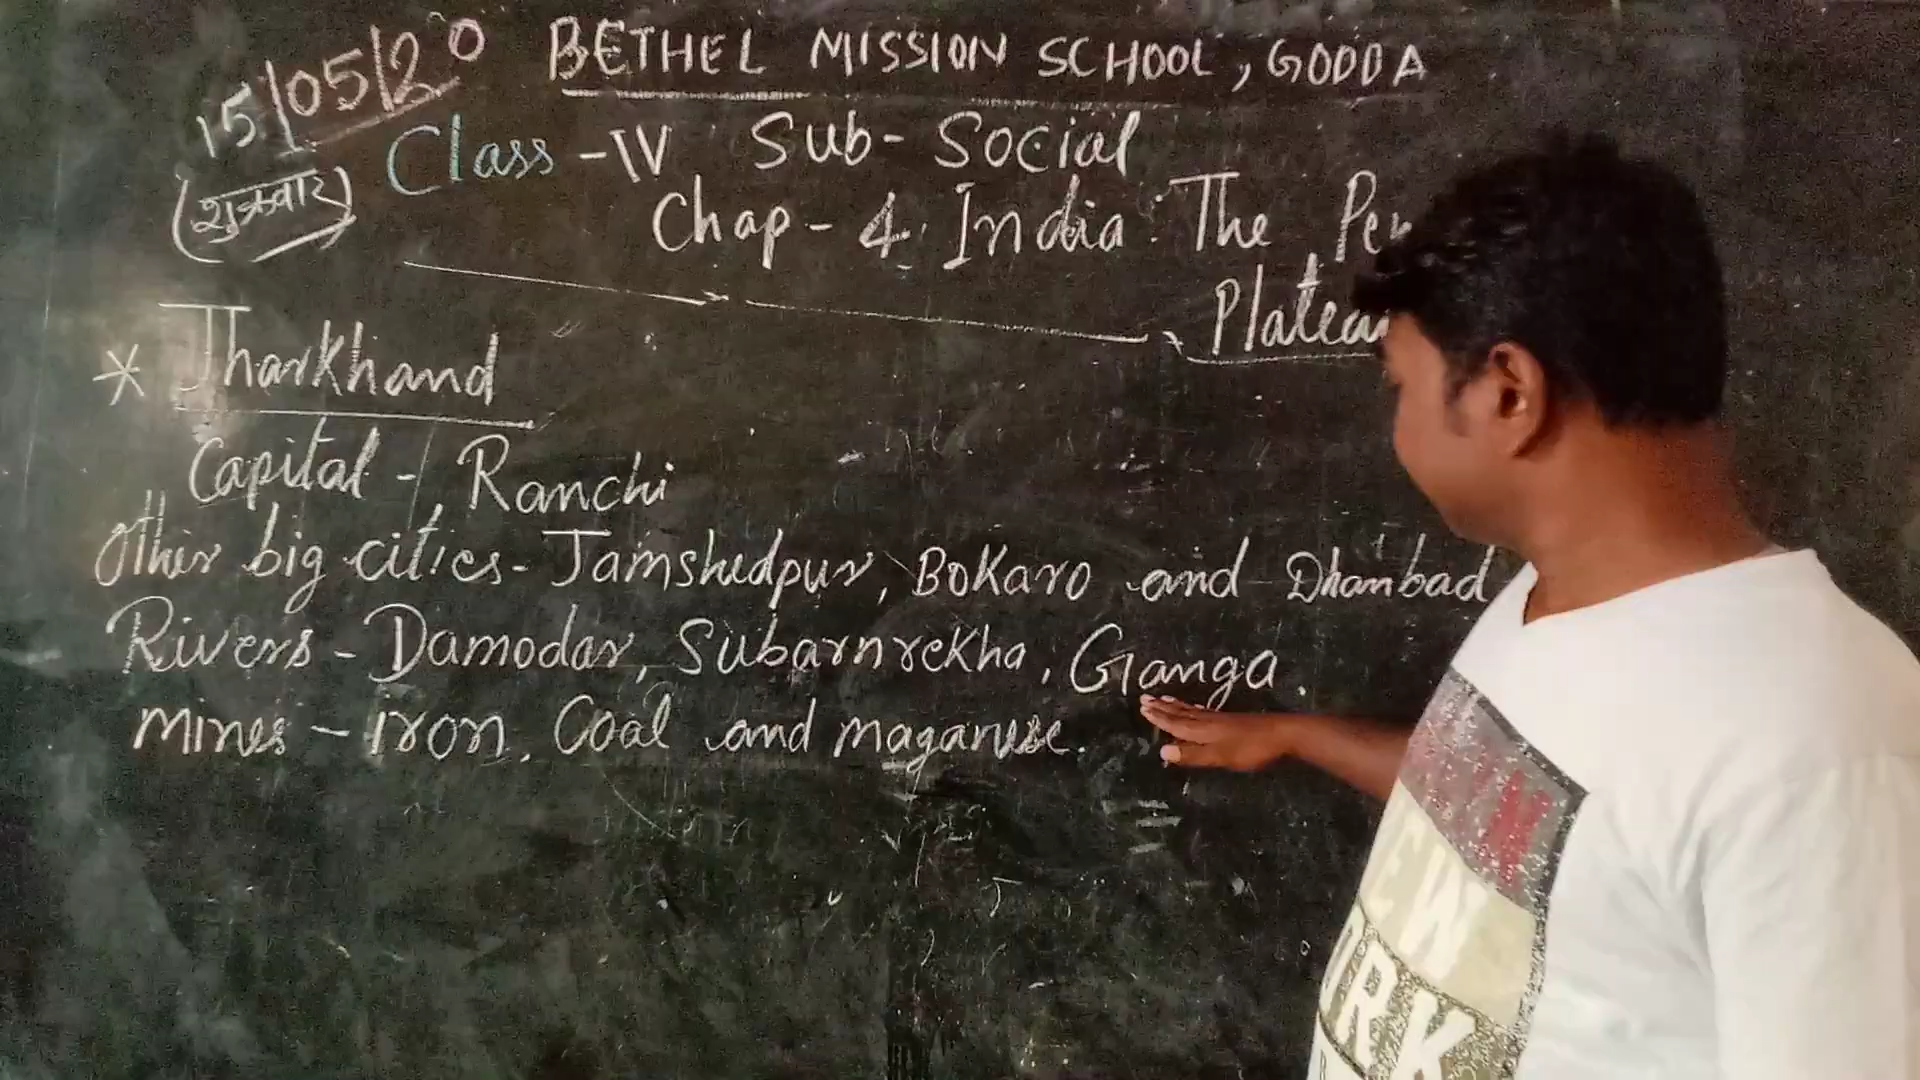 15/05/20 BETHEL MISSION SCHOOL, GODDA
(शुक्रवार) Class - IV Sub- Social
Chap - 4. India : The
Plateau
* Jharkhand
Capital - Ranchi
Other big cities - Jamshedpur, Bokaro and Dhanbad
Rivers - Damodar, Subarnrekha, Ganga.
Mines - iron, Coal and maganese.
ORK